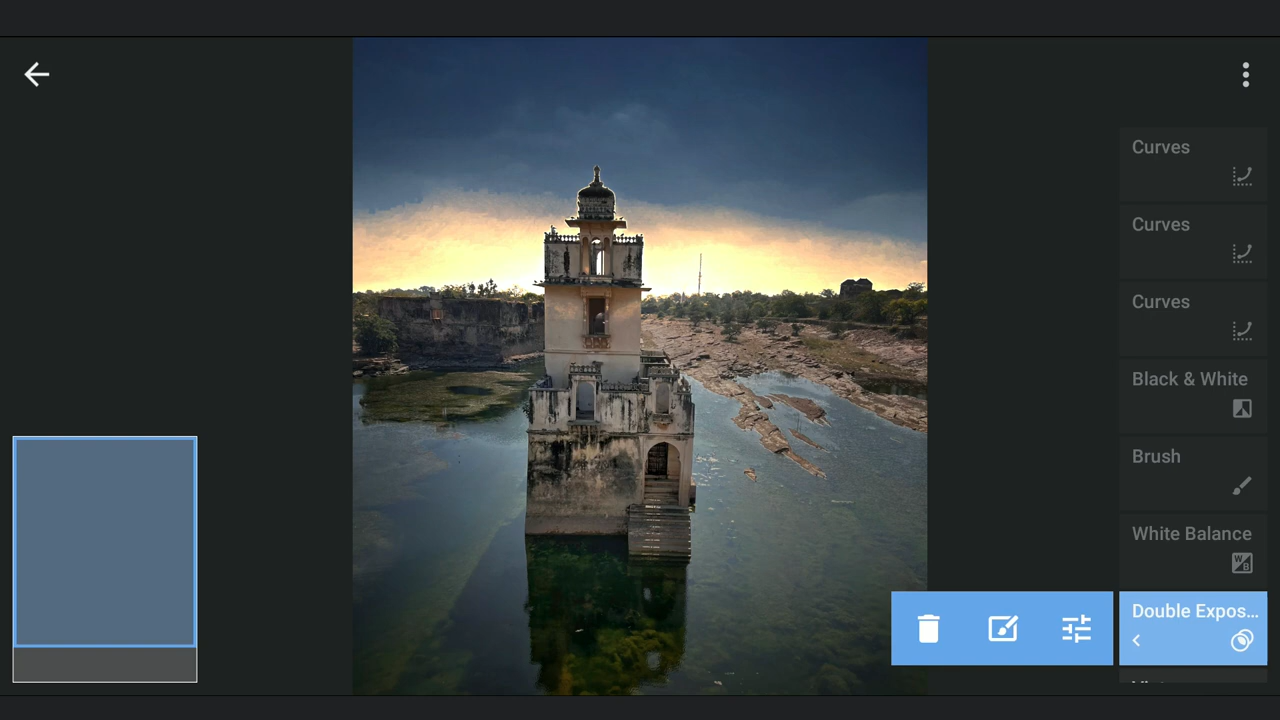 Curves
Curves
Curves
Black & White
Brush
White Balance
W B
Double Expos...